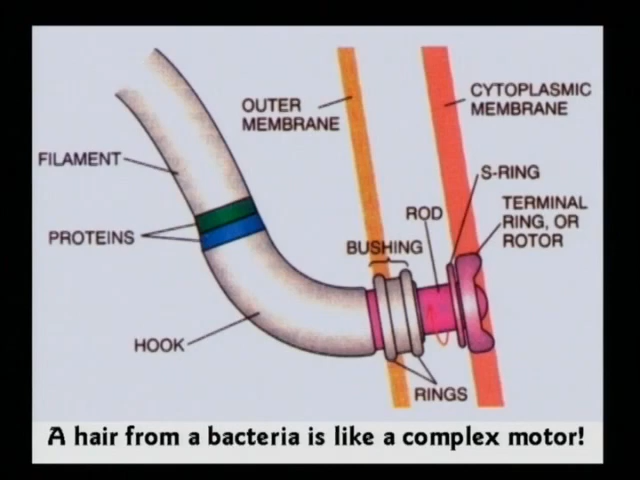 OUTER
MEMBRANE
CYTOPLASMIC
MEMBRANE
FILAMENT
S-RING
TERMINAL
RING, OR
ROTOR
ROD
PROTEINS
BUSHING
HOOK
RINGS
A hair from a bacteria is like a complex motor!